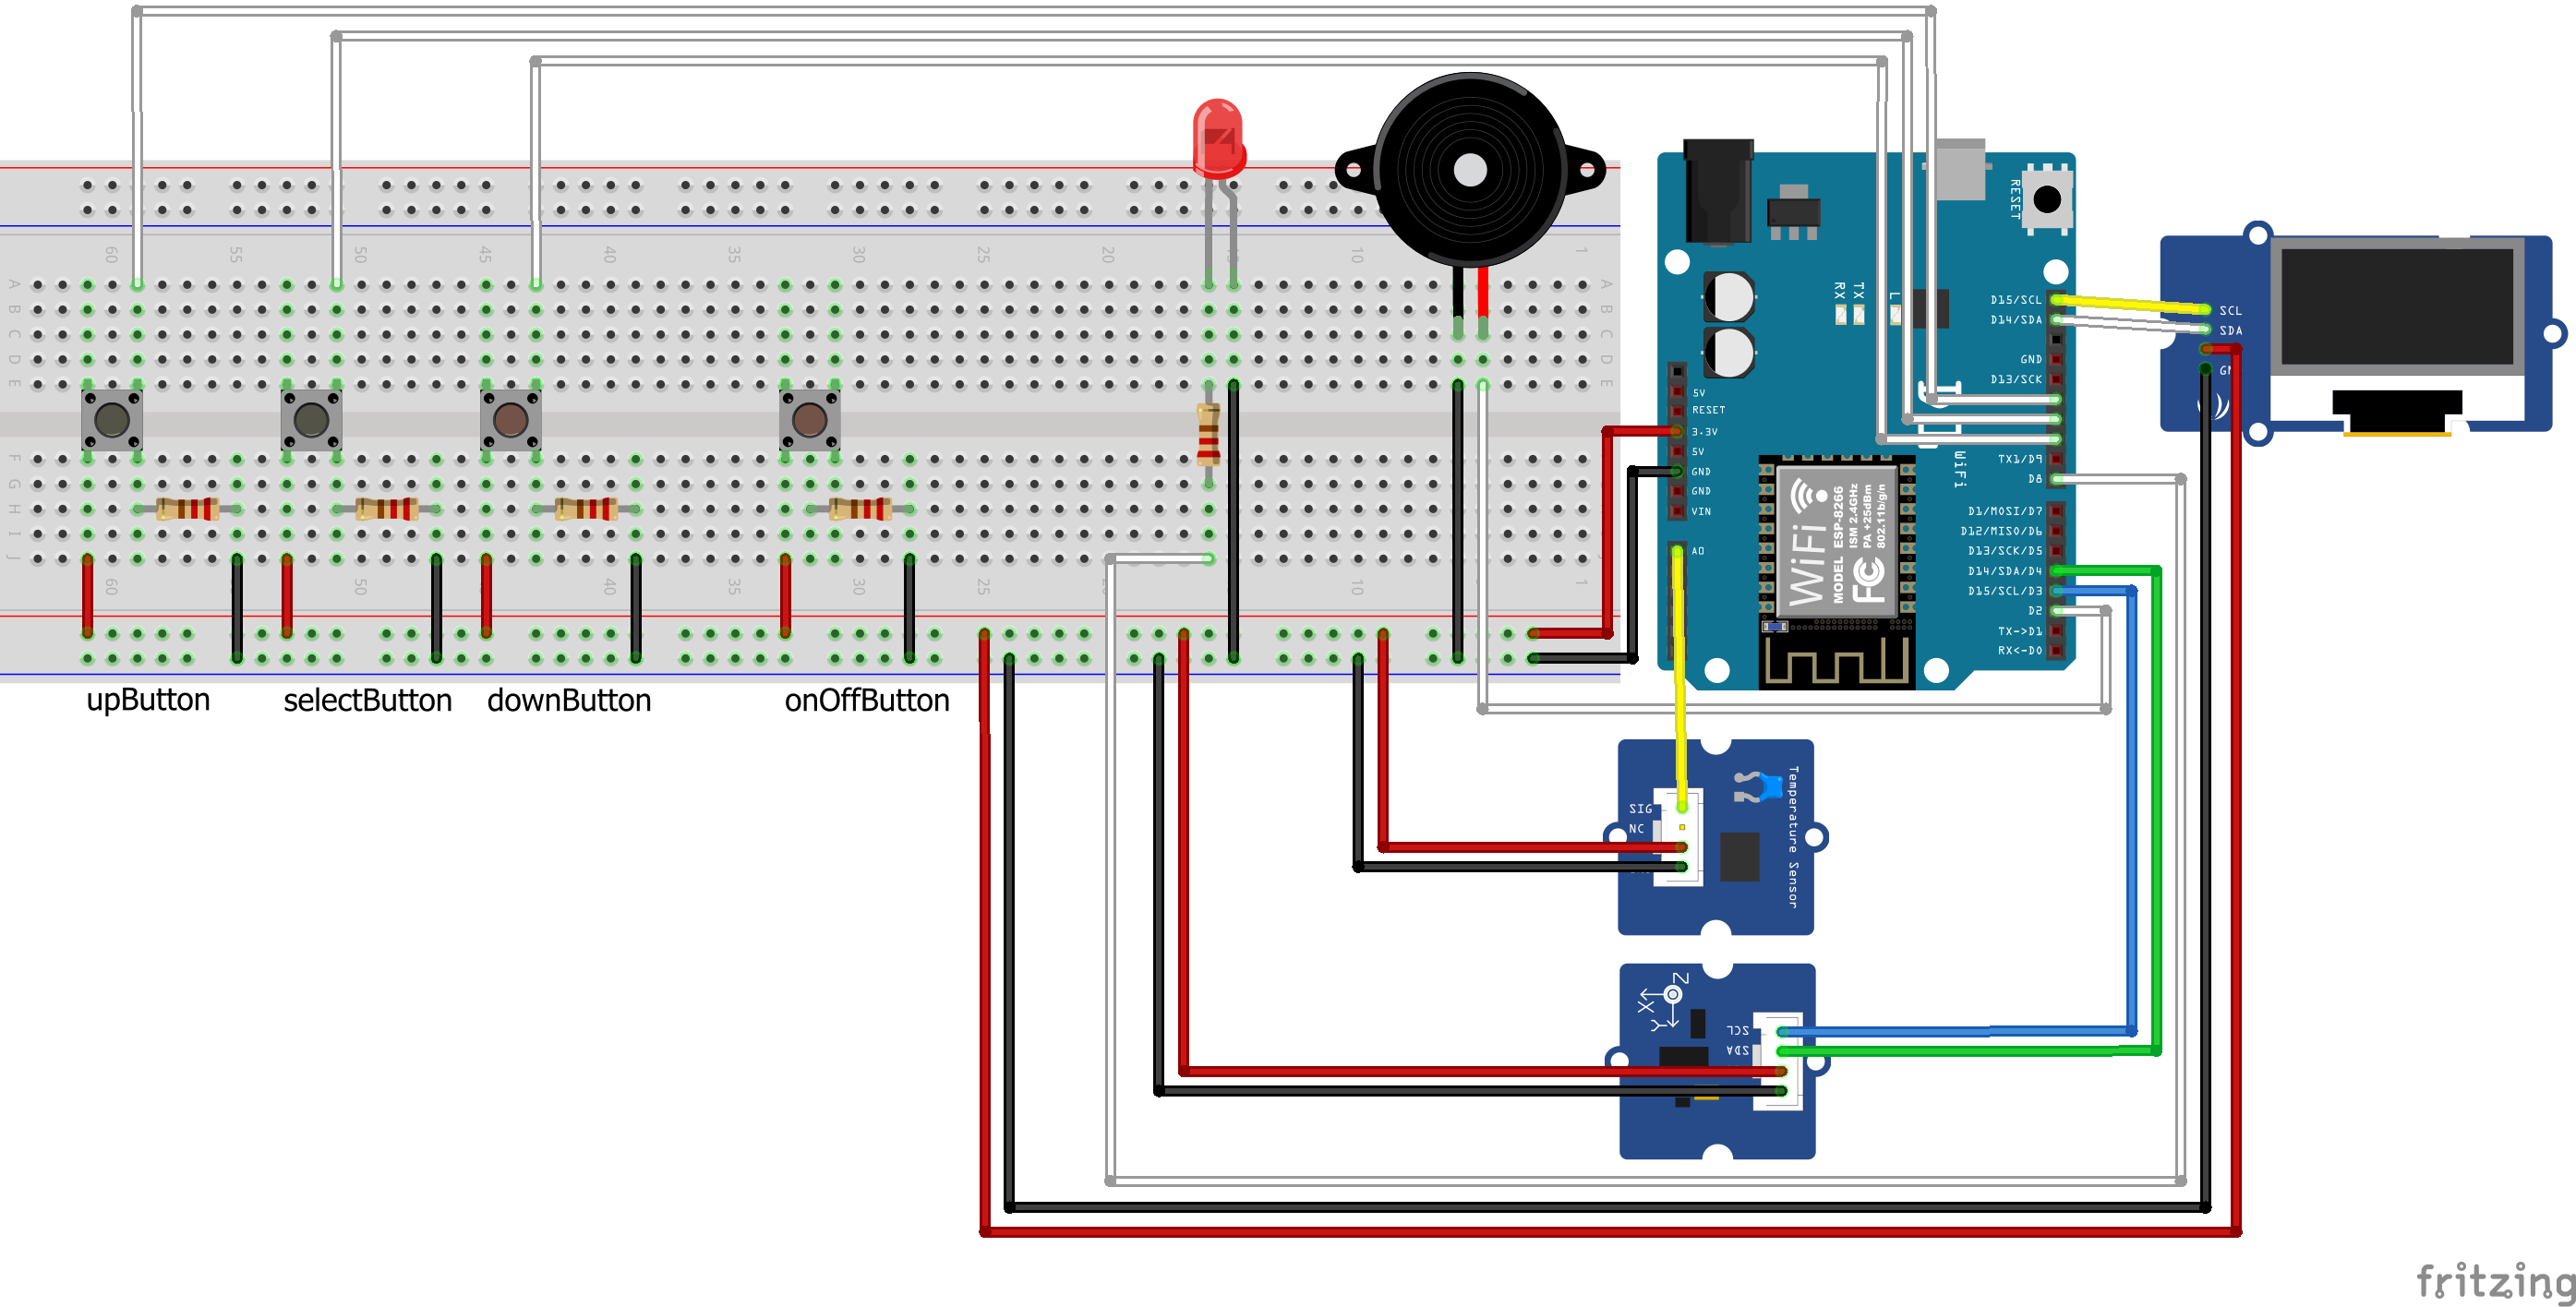 60
55
50
45
40
35
30
25
20
10
1
A
B
C
D
E
F
G
H
I
J
A
B
C
D
E
60
50
40
35
30
25
10
1
upButton
selectButton
downButton
onOffButton
RESET
RX
TX
L
D15/SCL
D14/SDA
GND
D13/SCK
TX1/D9
D8
D1/MOSI/D7
D12/MISO/D6
D13/SCK/D5
D14/SDA/D4
D15/SCL/D3
D2
TX->D1
RX<-D0
5V
RESET
3.3V
5V
GND
GND
VIN
A0
WiFi
WiFi
MODEL ESP-8266
ISM 2.4GHz
PA +25dBm
802.11b/g/n
FC
SCL
SDA
SIG
NC
Temperature Sensor
Z
X
Y
SCL
SDA
fritzing